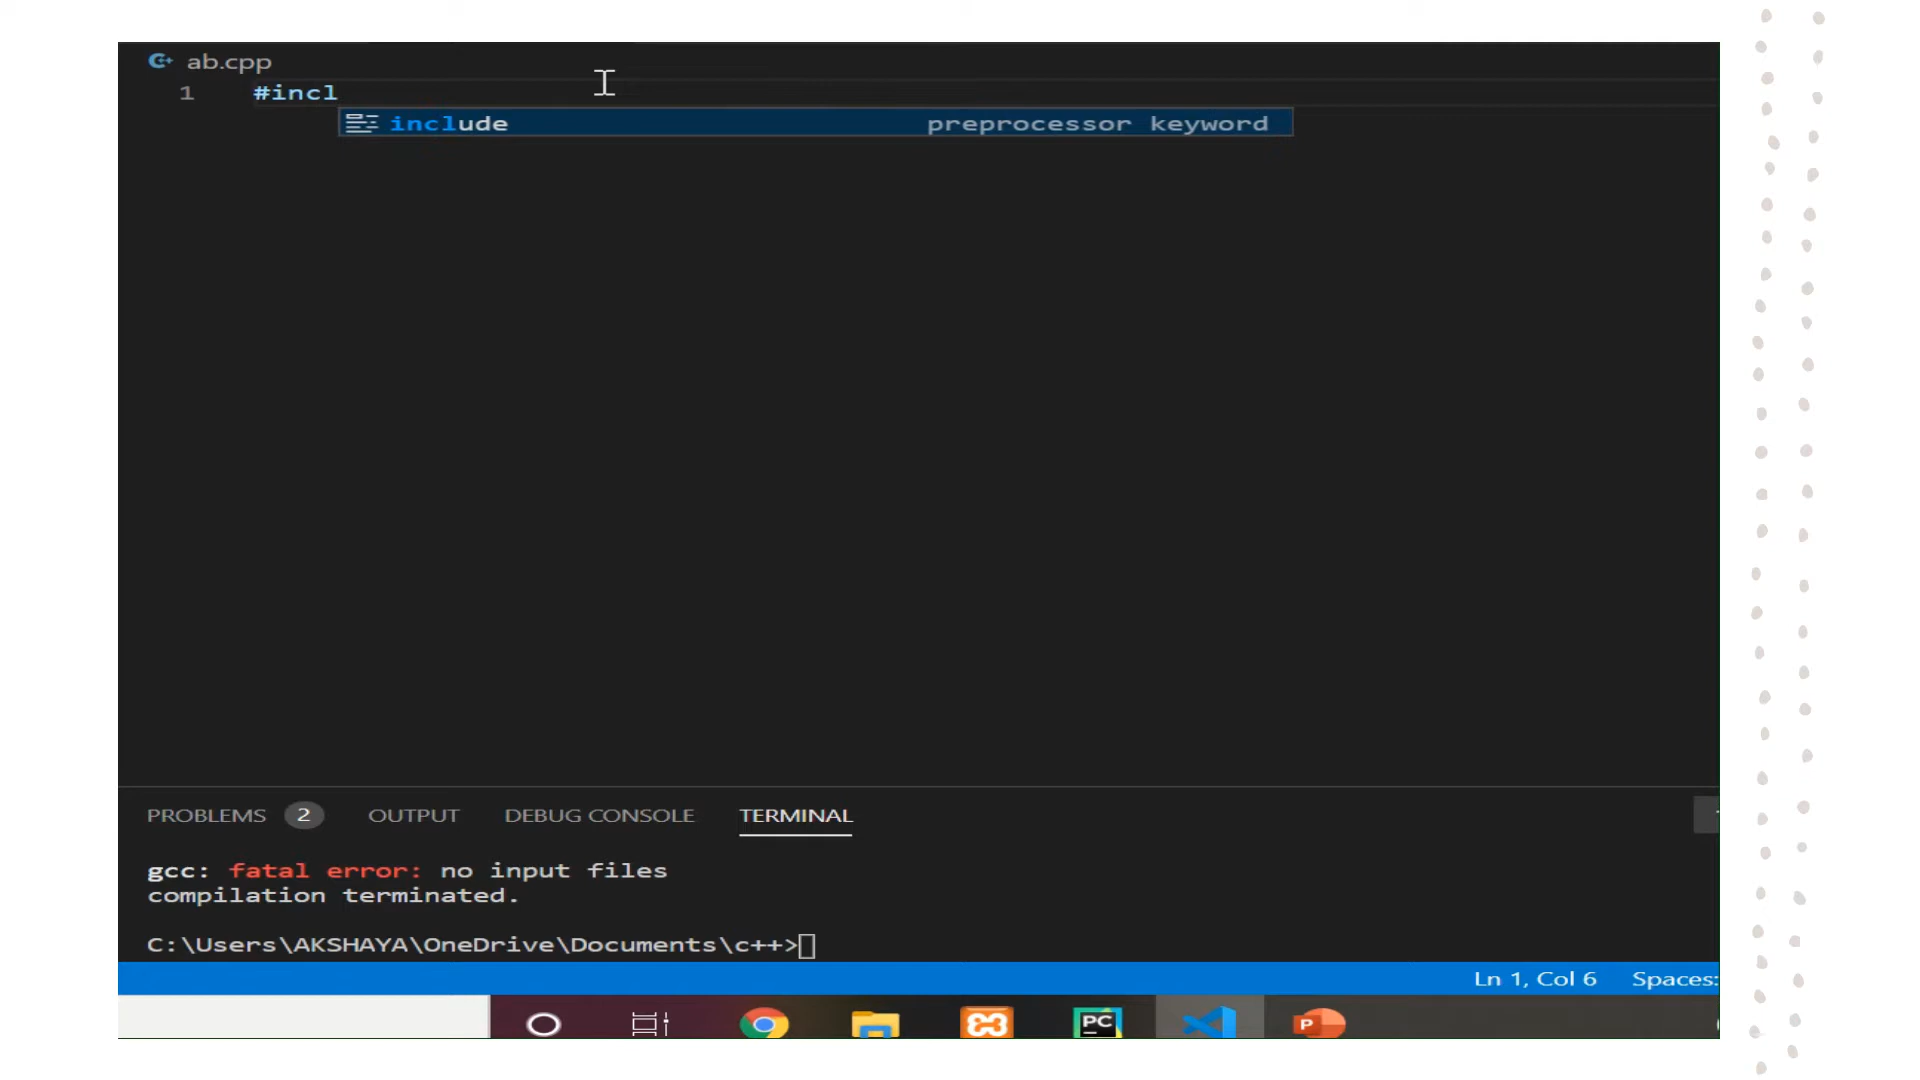 ab.cpp
1 #incl
include preprocessor keyword
PROBLEMS 2 OUTPUT DEBUG CONSOLE TERMINAL
gcc: fatal error: no input files
compilation terminated.
C:\Users\AKSHAYA\OneDrive\Documents\c++>
Ln 1, Col 6 Spaces:
PC
P